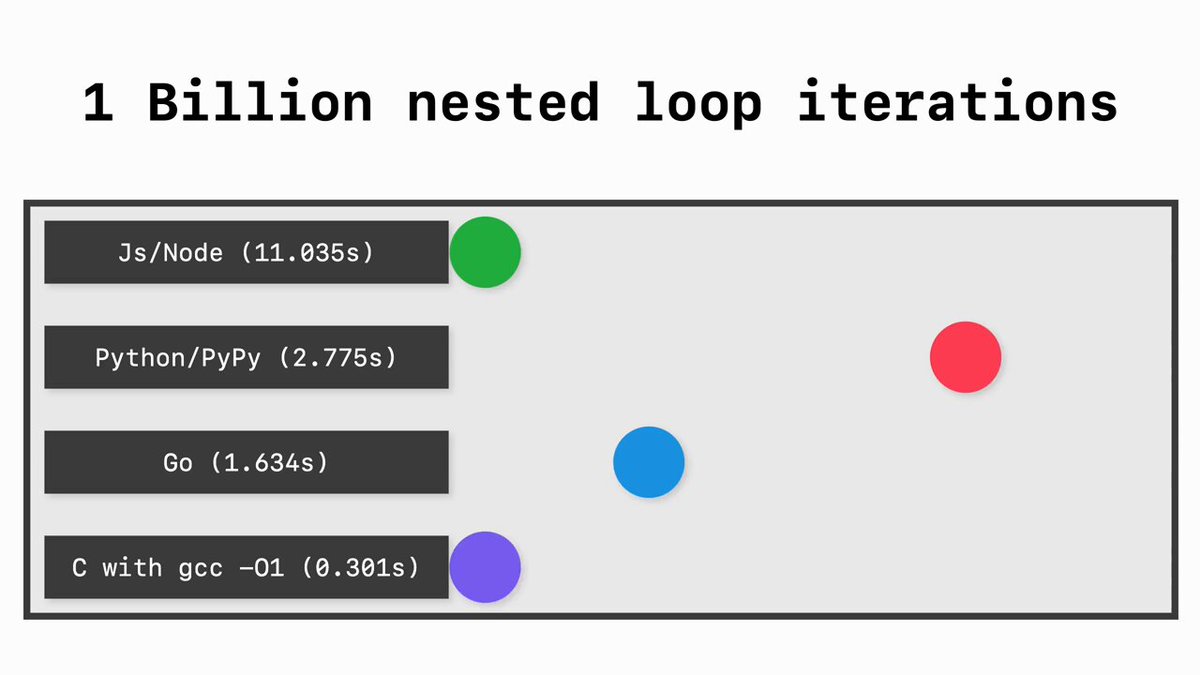 1 Billion nested loop iterations
Js/Node (11.035s)
Python/PyPy (2.775s)
Go (1.634s)
C with gcc –O1 (0.301s)